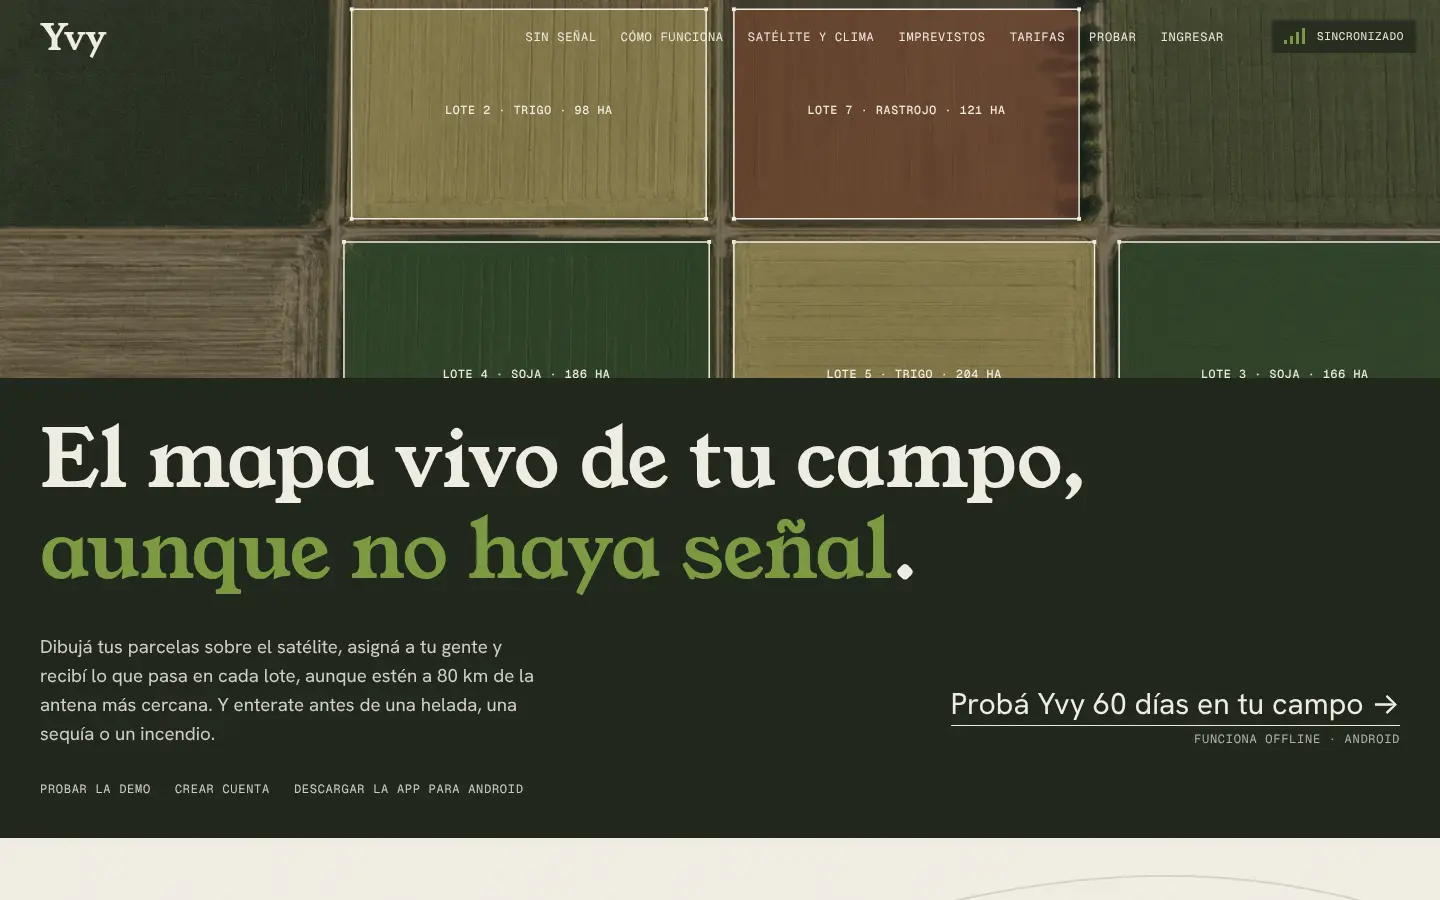 Yvy
SIN SEÑAL CÓMO FUNCIONA SATÉLITE Y CLIMA IMPREVISTOS TARIFAS PROBAR INGRESAR
SINCRONIZADO
LOTE 2 · TRIGO · 98 HA
LOTE 7 · RASTROJO · 121 HA
LOTE 4 · SOJA · 186 HA
LOTE 5 · TRIGO · 204 HA
LOTE 3 · SOJA · 166 HA
El mapa vivo de tu campo,
aunque no haya señal.
Dibujá tus parcelas sobre el satélite, asigná a tu gente y
recibí lo que pasa en cada lote, aunque estén a 80 km de la
antena más cercana. Y enterate antes de una helada, una
sequía o un incendio.
Probá Yvy 60 días en tu campo →
FUNCIONA OFFLINE · ANDROID
PROBAR LA DEMO CREAR CUENTA DESCARGAR LA APP PARA ANDROID